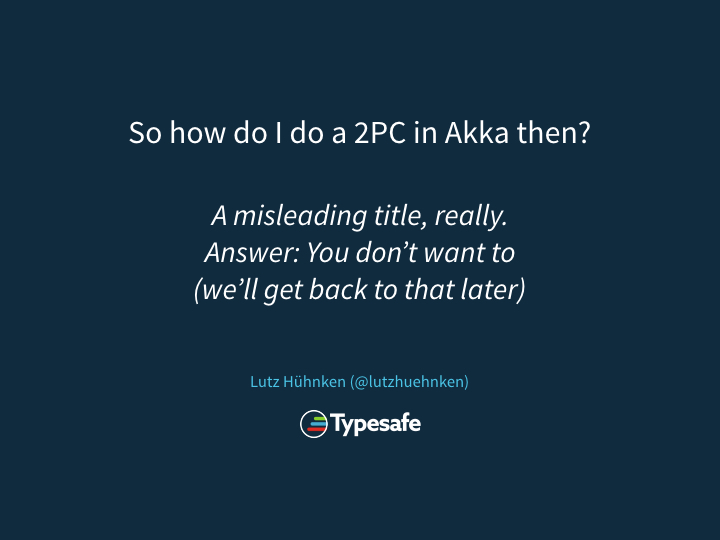 So how do I do a 2PC in Akka then?
A misleading title, really.
Answer: You don’t want to
(we’ll get back to that later)
Lutz Hühnken (@lutzhuehnken)
Typesafe